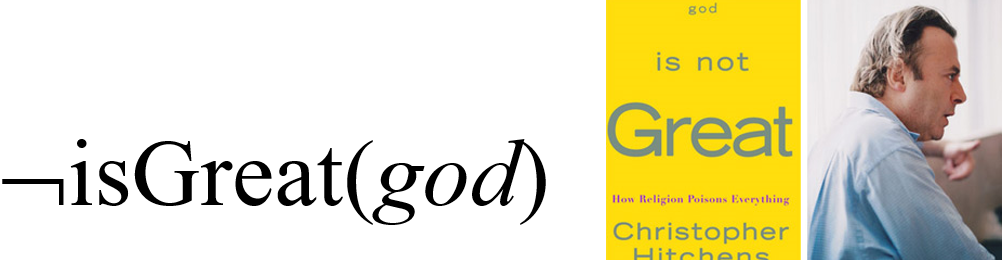 ¬isGreat(god)
god
is not
Great
How Religion Poisons Everything
Christopher
Hitchens